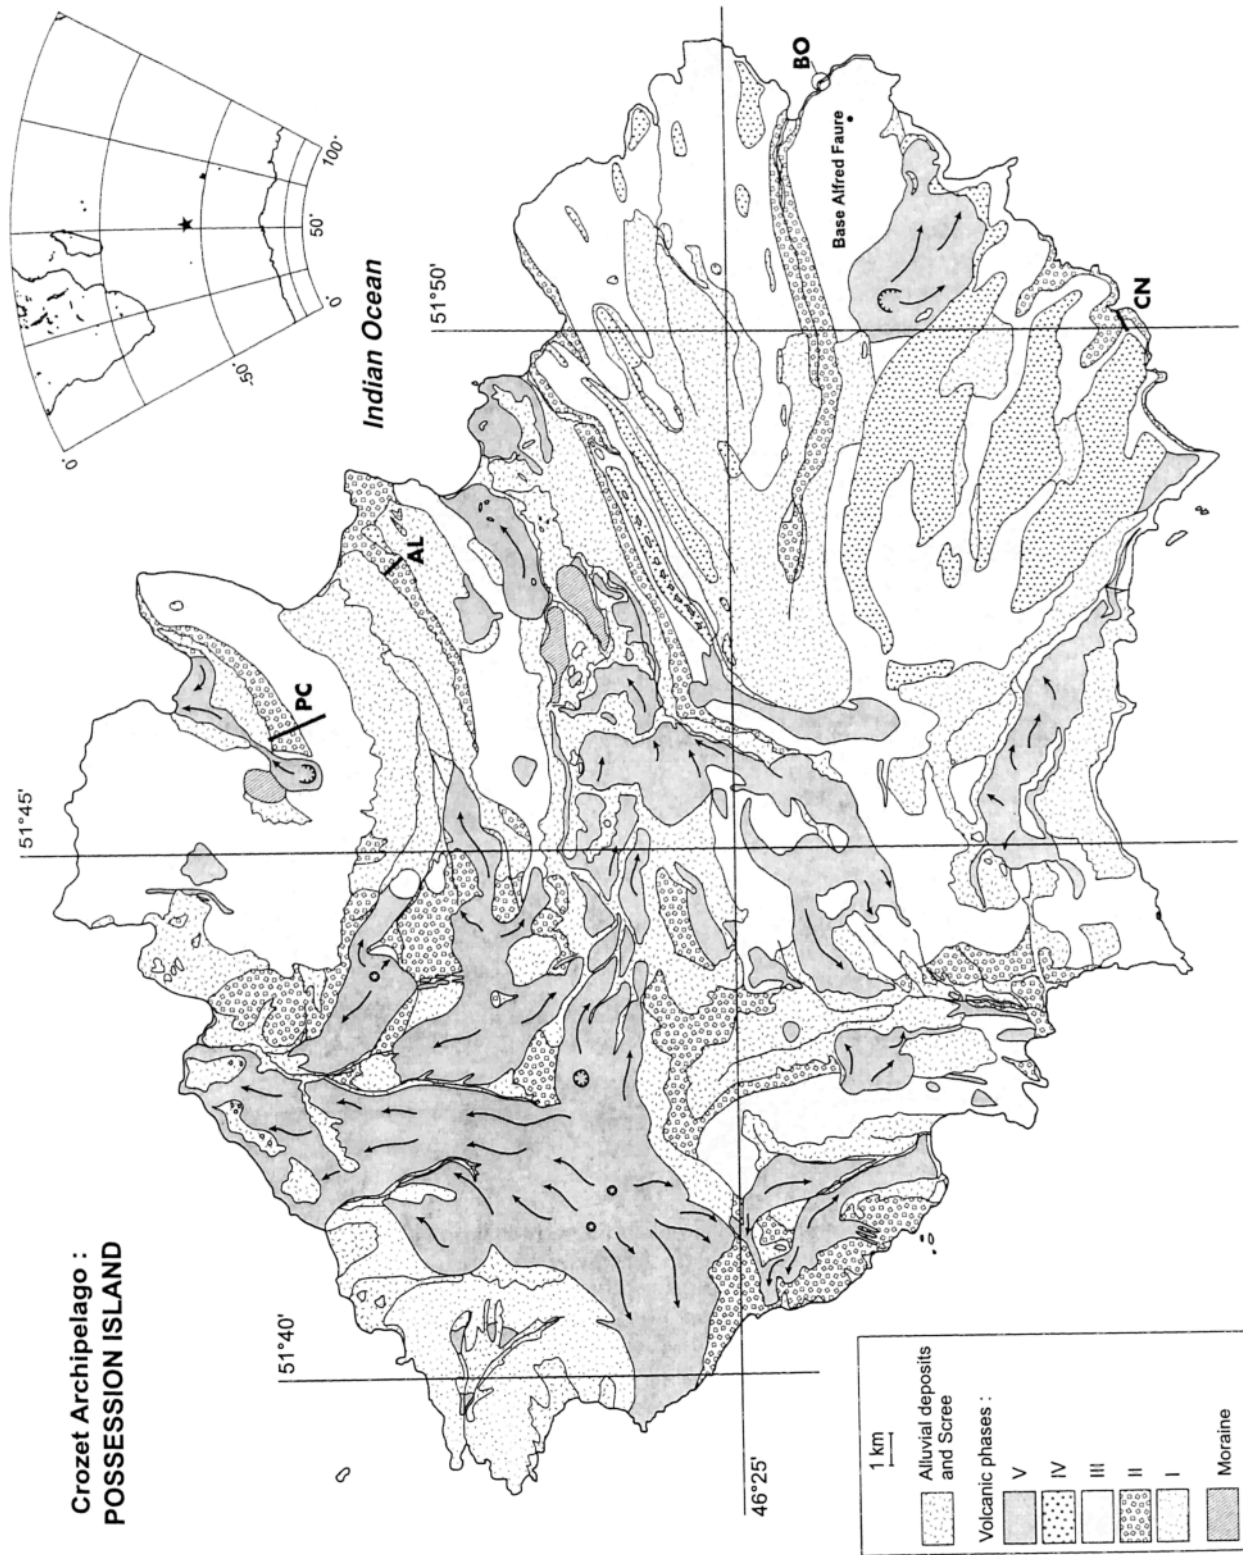 Crozet Archipelago :
POSSESSION ISLAND
Indian Ocean
0°
-50°
0°
50°
100°
51°40'
51°45'
51°50'
46°25'
PC
AL
BO
Base Alfred Faure
CN
1 km
Alluvial deposits
and Scree
Volcanic phases :
V
IV
III
II
I
Moraine